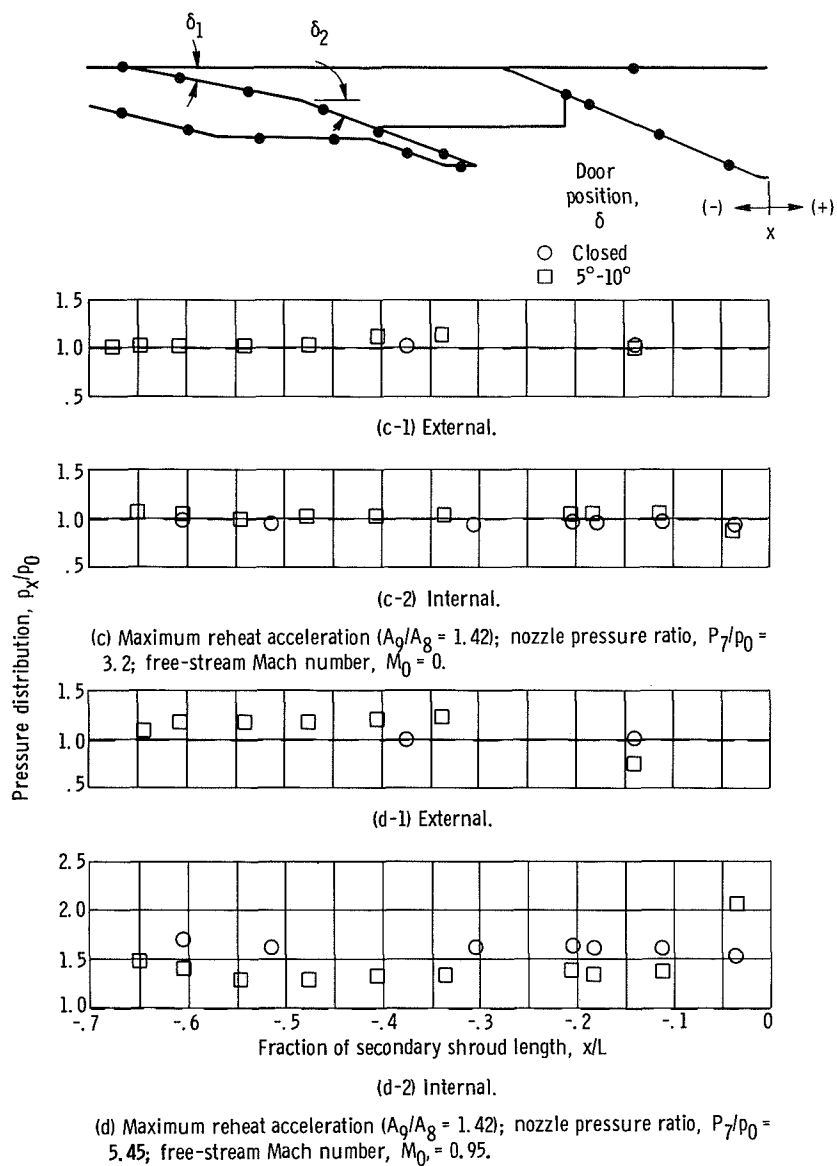 δ1
δ2
Door
position,
δ
(-) (+)
x
○ Closed
□ 5°-10°
1.5
1.0
.5
(c-1) External.
1.5
1.0
.5
(c-2) Internal.
(c) Maximum reheat acceleration (A9/A8 = 1.42); nozzle pressure ratio, P7/p0 =
3.2; free-stream Mach number, M0 = 0.
Pressure distribution, px/p0
1.5
1.0
.5
(d-1) External.
2.5
2.0
1.5
1.0
-.7 -.6 -.5 -.4 -.3 -.2 -.1 0
Fraction of secondary shroud length, x/L
(d-2) Internal.
(d) Maximum reheat acceleration (A9/A8 = 1.42); nozzle pressure ratio, P7/p0 =
5.45; free-stream Mach number, M0 = 0.95.